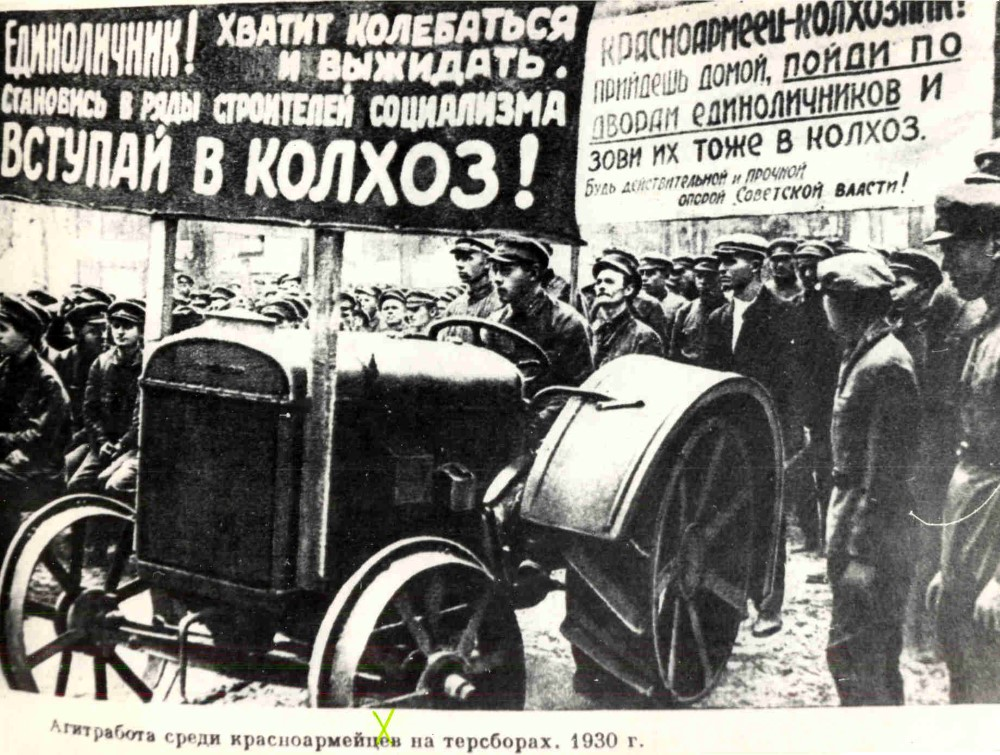 ЕДИНОЛИЧНИК! ХВАТИТ КОЛЕБАТЬСЯ
И ВЫЖИДАТЬ.
СТАНОВИСЬ В РЯДЫ СТРОИТЕЛЕЙ СОЦИАЛИЗМА
ВСТУПАЙ В КОЛХОЗ!
КРАСНОАРМЕЕЦ-КОЛХОЗНИК!
ПРИЙДЕШЬ ДОМОЙ, ПОЙДИ ПО
ДВОРАМ ЕДИНОЛИЧНИКОВ И
ЗОВИ ИХ ТОЖЕ В КОЛХОЗ.
БУДЬ ДЕЙСТВИТЕЛЬНОЙ И ПРОЧНОЙ
ОПОРОЙ СОВЕТСКОЙ ВЛАСТИ!
Агитработа среди красноармейцев на терсборах. 1930 г.